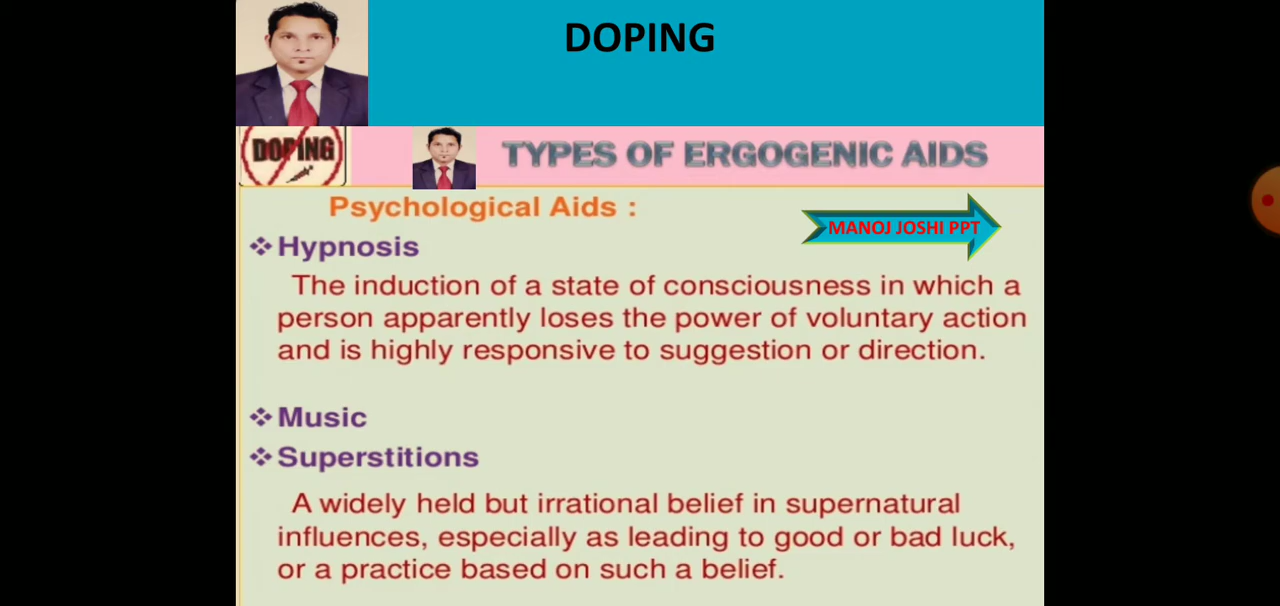 DOPING
DOPING
TYPES OF ERGOGENIC AIDS
Psychological Aids :
MANOJ JOSHI PPT
❖ Hypnosis
The induction of a state of consciousness in which a
person apparently loses the power of voluntary action
and is highly responsive to suggestion or direction.
❖ Music
❖ Superstitions
A widely held but irrational belief in supernatural
influences, especially as leading to good or bad luck,
or a practice based on such a belief.